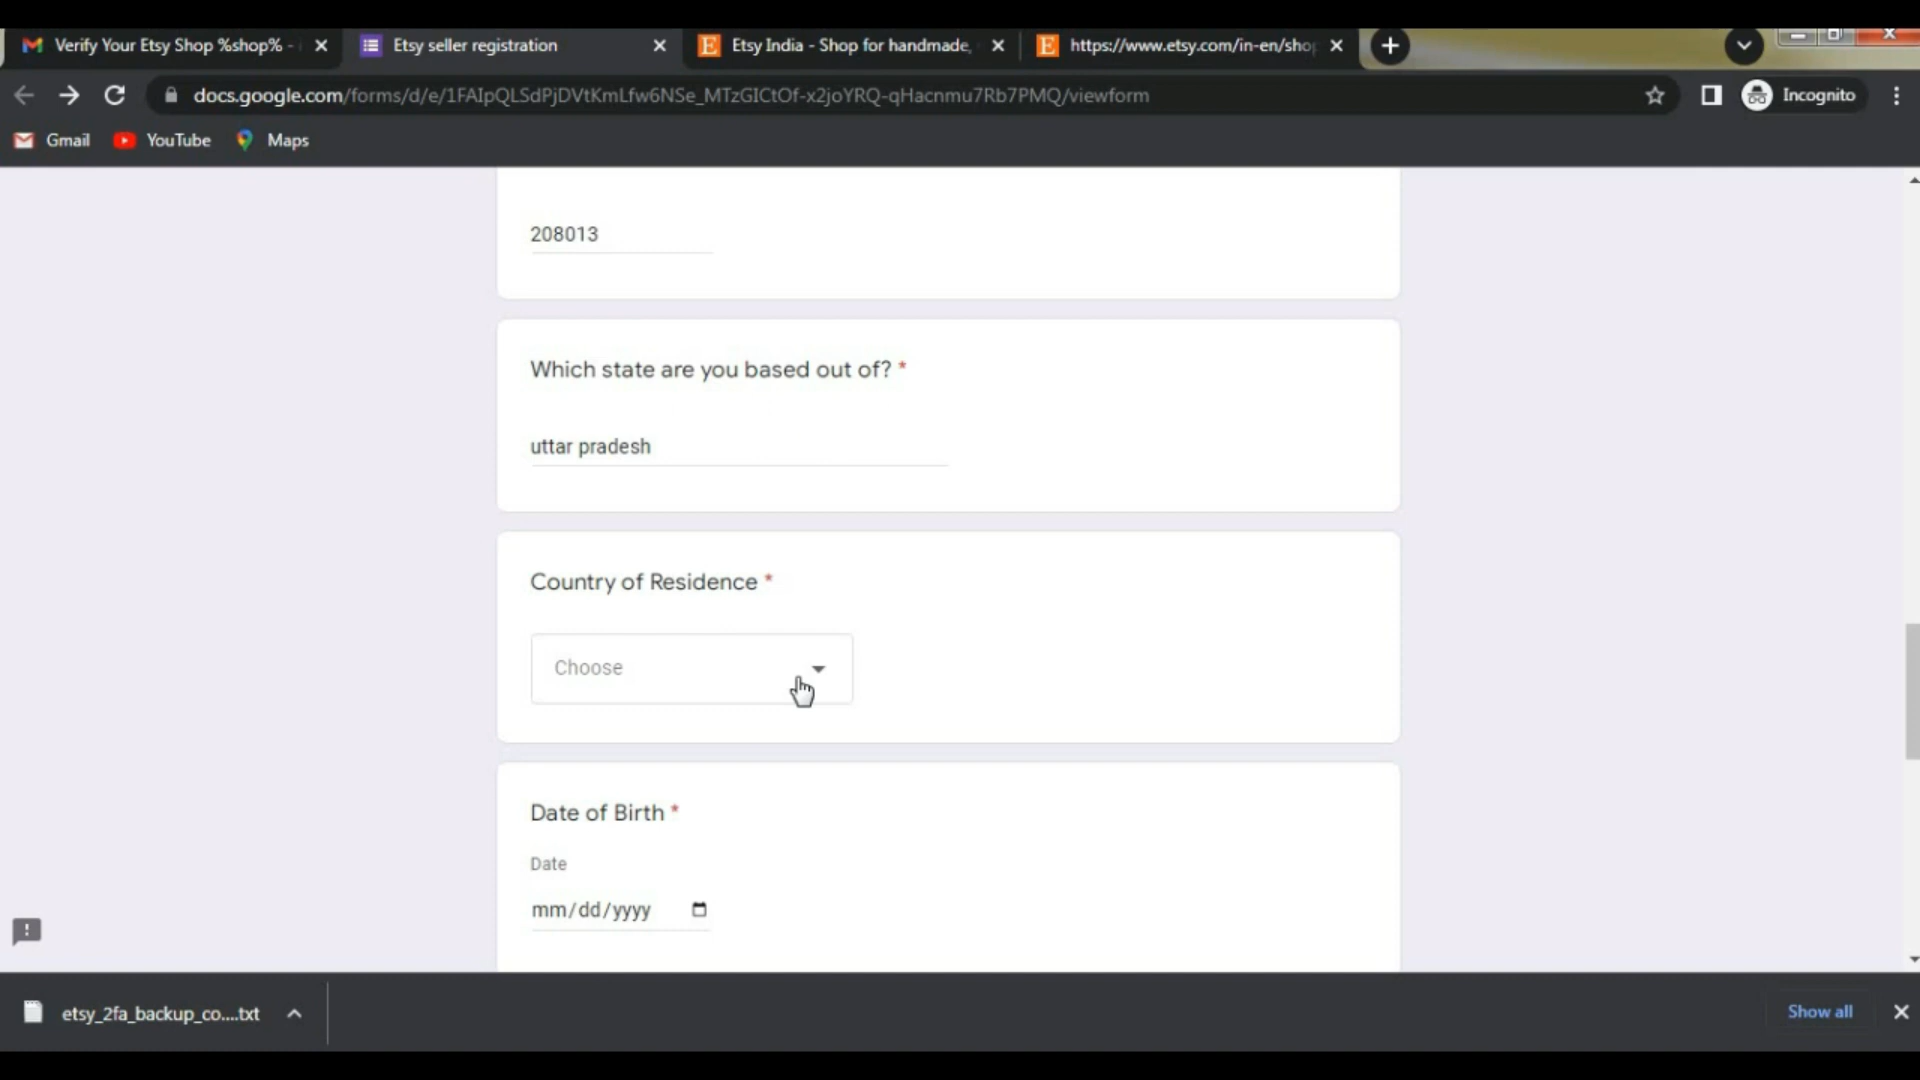 Verify Your Etsy Shop %shop% -
Etsy seller registration
Etsy India - Shop for handmade,
https://www.etsy.com/in-en/sho
docs.google.com/forms/d/e/1FAIpQLSdPjDVtKmLfw6NSe_MTzGICtOf-x2joYRQ-qHacnmu7Rb7PMQ/viewform
Incognito
Gmail
YouTube
Maps
208013
Which state are you based out of? *
uttar pradesh
Country of Residence *
Choose
Date of Birth *
Date
mm/dd/yyyy
etsy_2fa_backup_co....txt
Show all